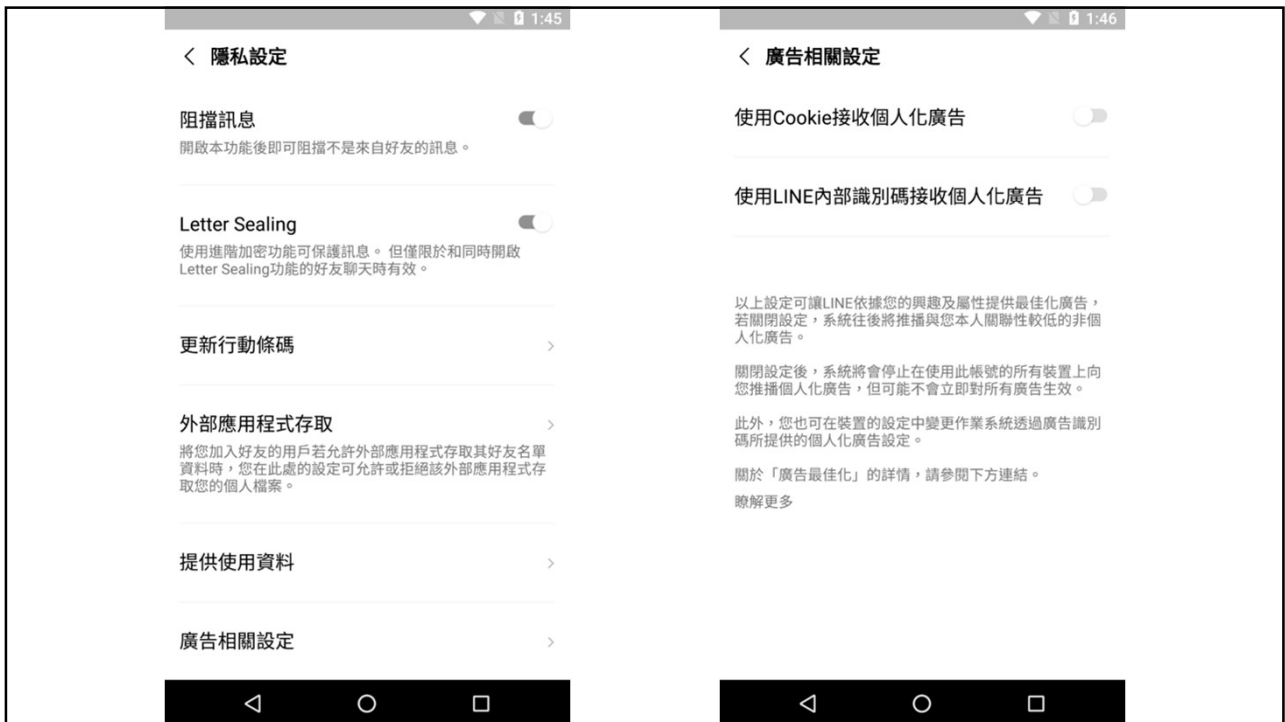 1:45
隱私設定
阻擋訊息
開啟本功能後即可阻擋不是來自好友的訊息。
Letter Sealing
使用進階加密功能可保護訊息。但僅限於和同時開啟
Letter Sealing功能的好友聊天時有效。
更新行動條碼
外部應用程式存取
將您加入好友的用戶若允許外部應用程式存取其好友名單
資料時，您在此處的設定可允許或拒絕該外部應用程式存
取您的個人檔案。
提供使用資料
廣告相關設定
1:46
廣告相關設定
使用Cookie接收個人化廣告
使用LINE內部識別碼接收個人化廣告
以上設定可讓LINE依據您的興趣及屬性提供最佳化廣告，
若關閉設定，系統往後將推播與您本人關聯性較低的非個
人化廣告。
關閉設定後，系統將會停止在使用此帳號的所有裝置上向
您推播個人化廣告，但可能不會立即對所有廣告生效。
此外，您也可在裝置的設定中變更作業系統透過廣告識別
碼所提供的個人化廣告設定。
關於「廣告最佳化」的詳情，請參閱下方連結。
瞭解更多